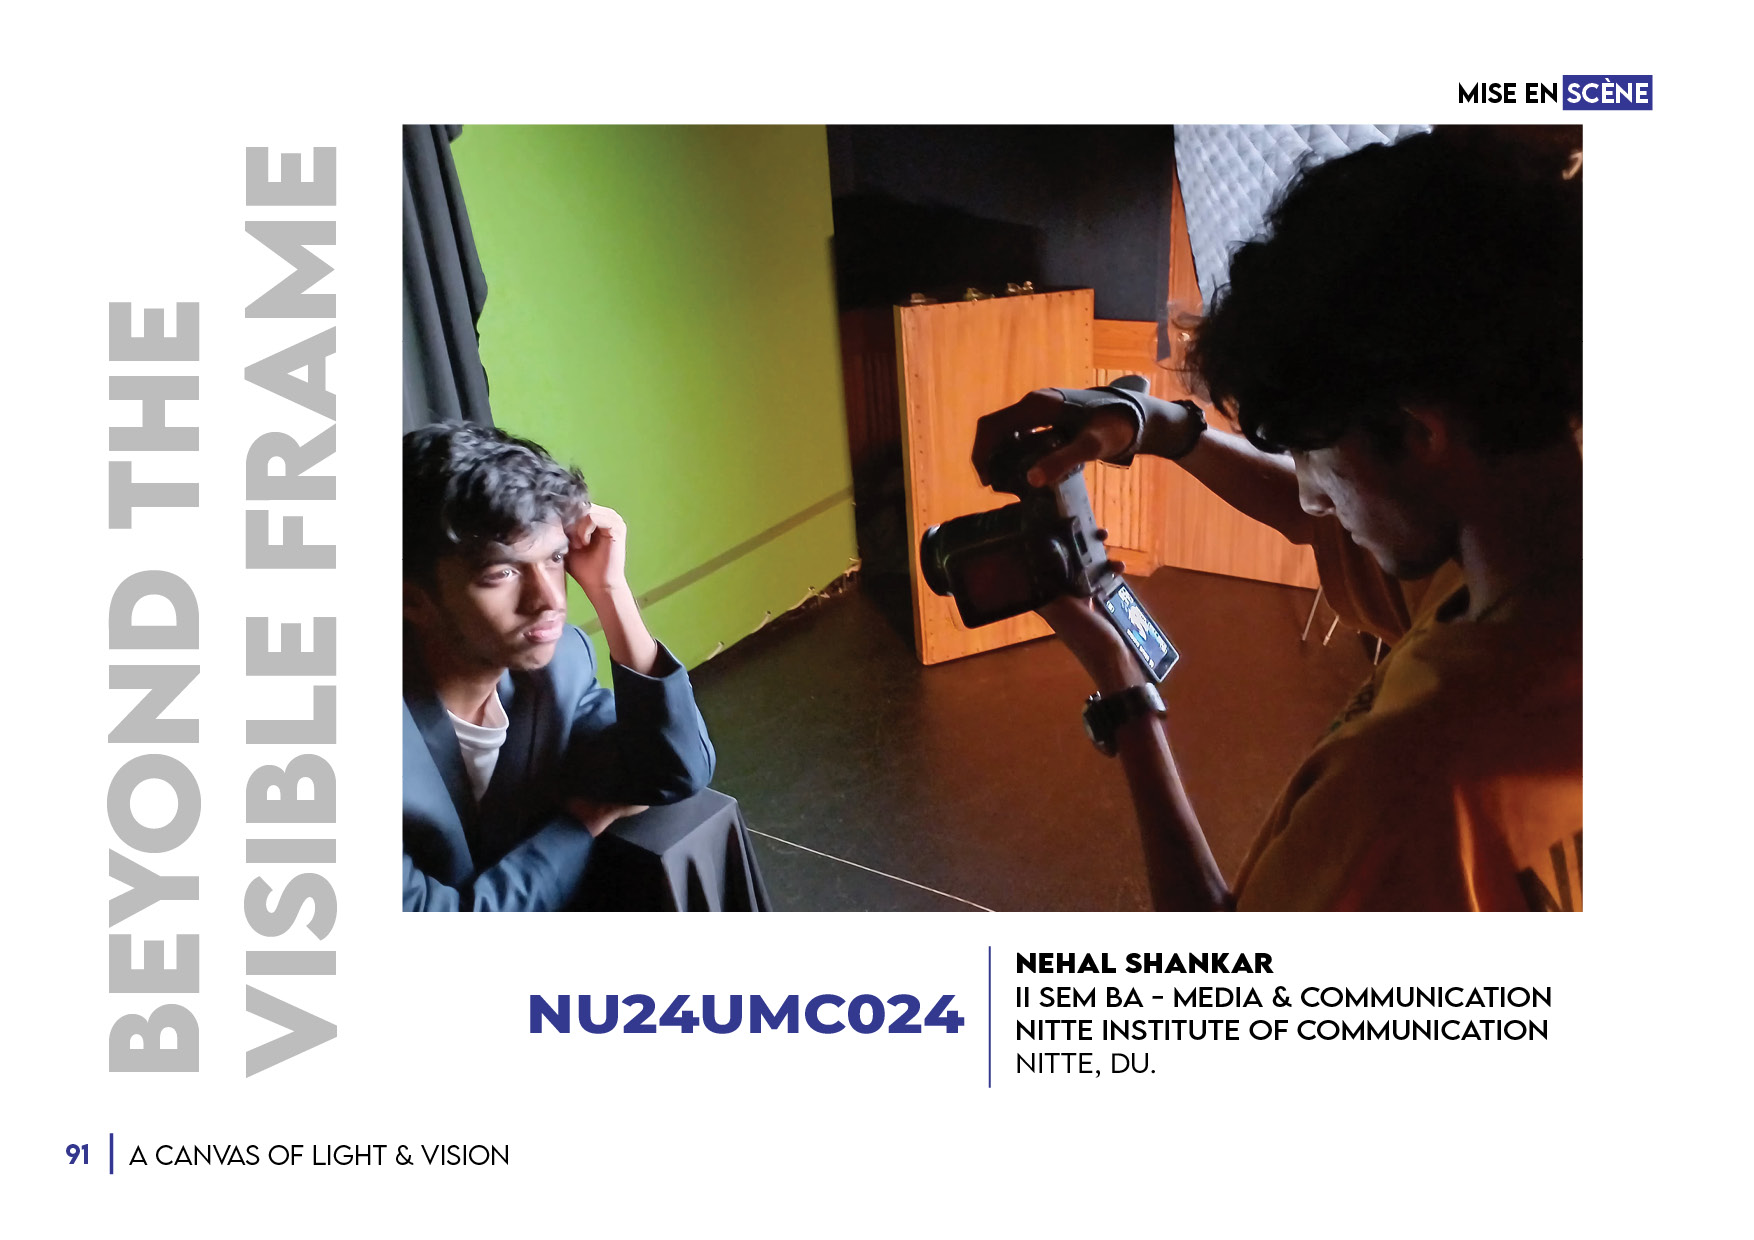 MISE EN SCÈNE
BEYOND THE
VISIBLE FRAME
NU24UMC024
NEHAL SHANKAR
II SEM BA - MEDIA & COMMUNICATION
NITTE INSTITUTE OF COMMUNICATION
NITTE, DU.
91
A CANVAS OF LIGHT & VISION